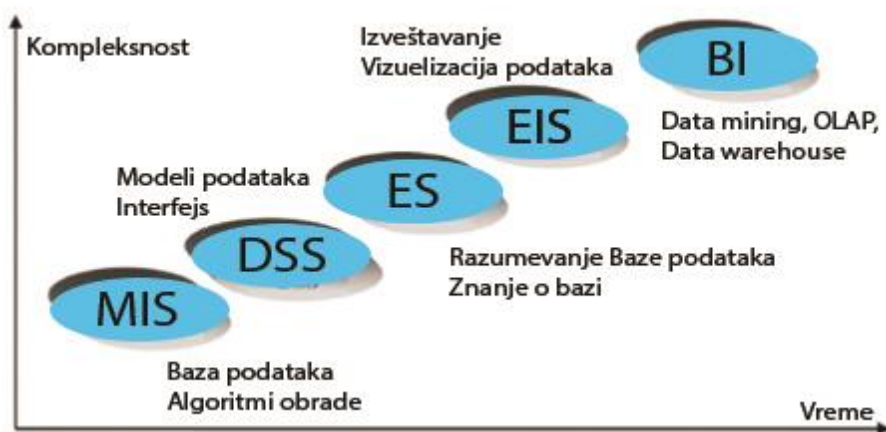 Kompleksnost
Izveštavanje
Vizuelizacija podataka
BI
EIS
Data mining, OLAP,
Data warehouse
Modeli podataka
Interfejs
ES
DSS
Razumevanje Baze podataka
Znanje o bazi
MIS
Baza podataka
Algoritmi obrade
Vreme